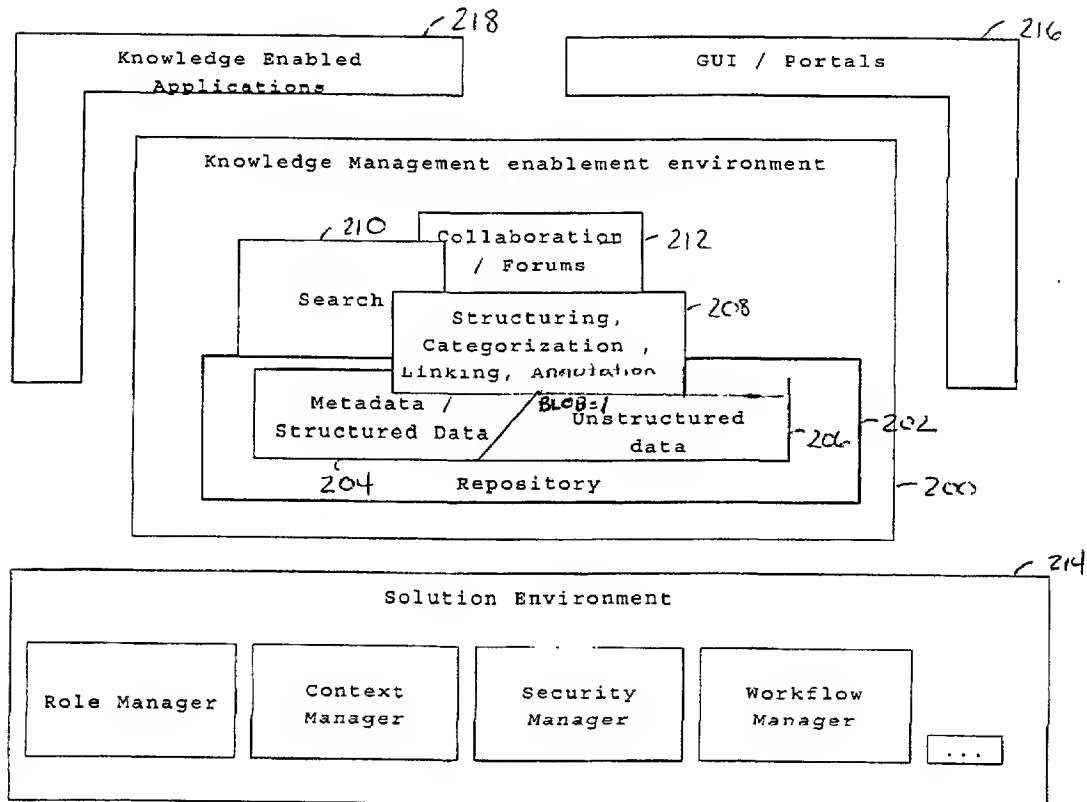 218
216
Knowledge Enabled
Applications
GUI / Portals
Knowledge Management enablement environment
210
Collaboration
/ Forums
212
Search
Structuring,
Categorization ,
Linking, Annotation
208
Metadata /
Structured Data
BLOB=1
Unstructured
data
206
202
204
Repository
200
214
Solution Environment
Role Manager
Context
Manager
Security
Manager
Workflow
Manager
...